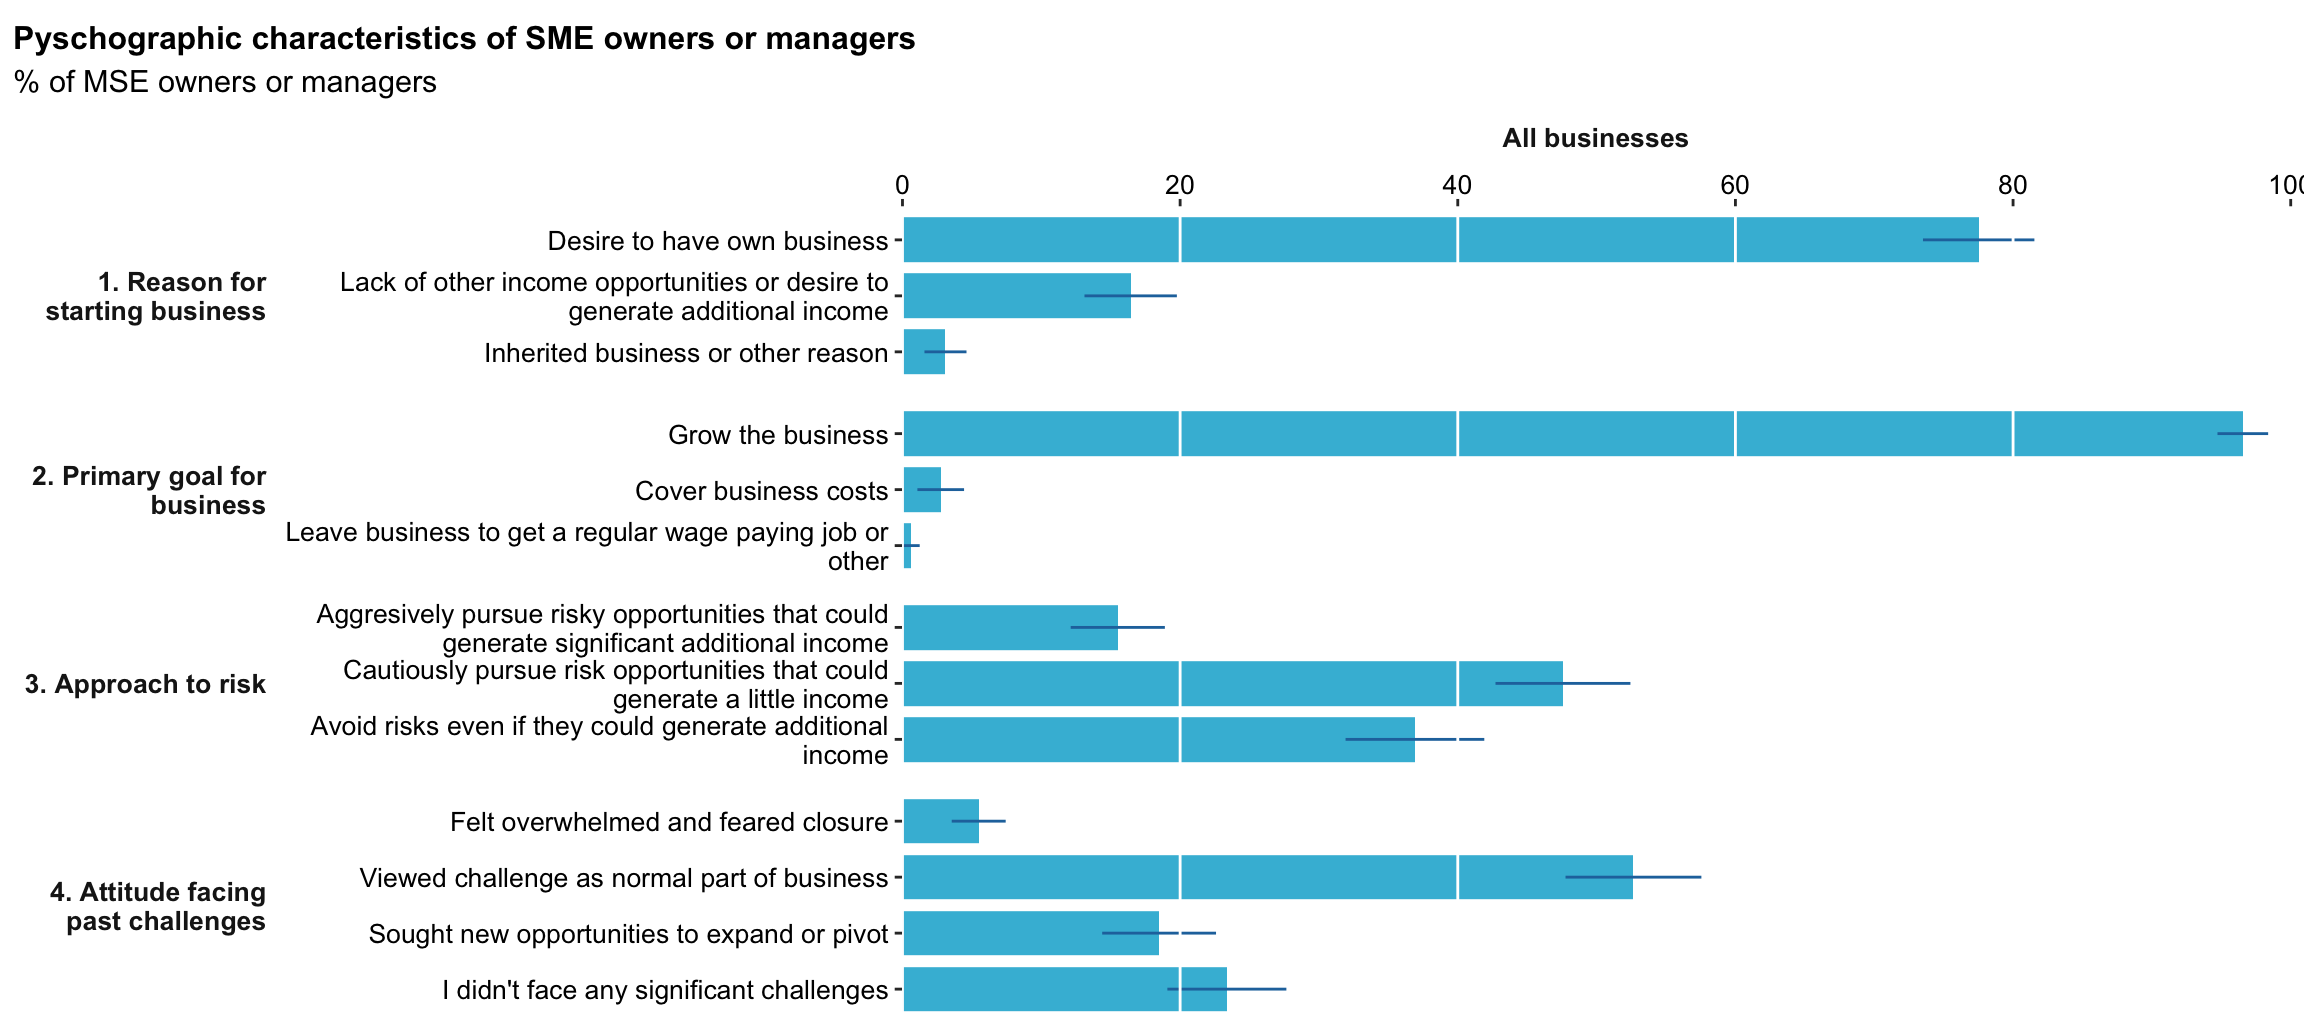 Pyschographic characteristics of SME owners or managers
% of MSE owners or managers
All businesses
0 20 40 60 80 100
1. Reason for
starting business
Desire to have own business
Lack of other income opportunities or desire to
generate additional income
Inherited business or other reason
2. Primary goal for
business
Grow the business
Cover business costs
Leave business to get a regular wage paying job or
other
3. Approach to risk
Aggresively pursue risky opportunities that could
generate significant additional income
Cautiously pursue risk opportunities that could
generate a little income
Avoid risks even if they could generate additional
income
4. Attitude facing
past challenges
Felt overwhelmed and feared closure
Viewed challenge as normal part of business
Sought new opportunities to expand or pivot
I didn't face any significant challenges